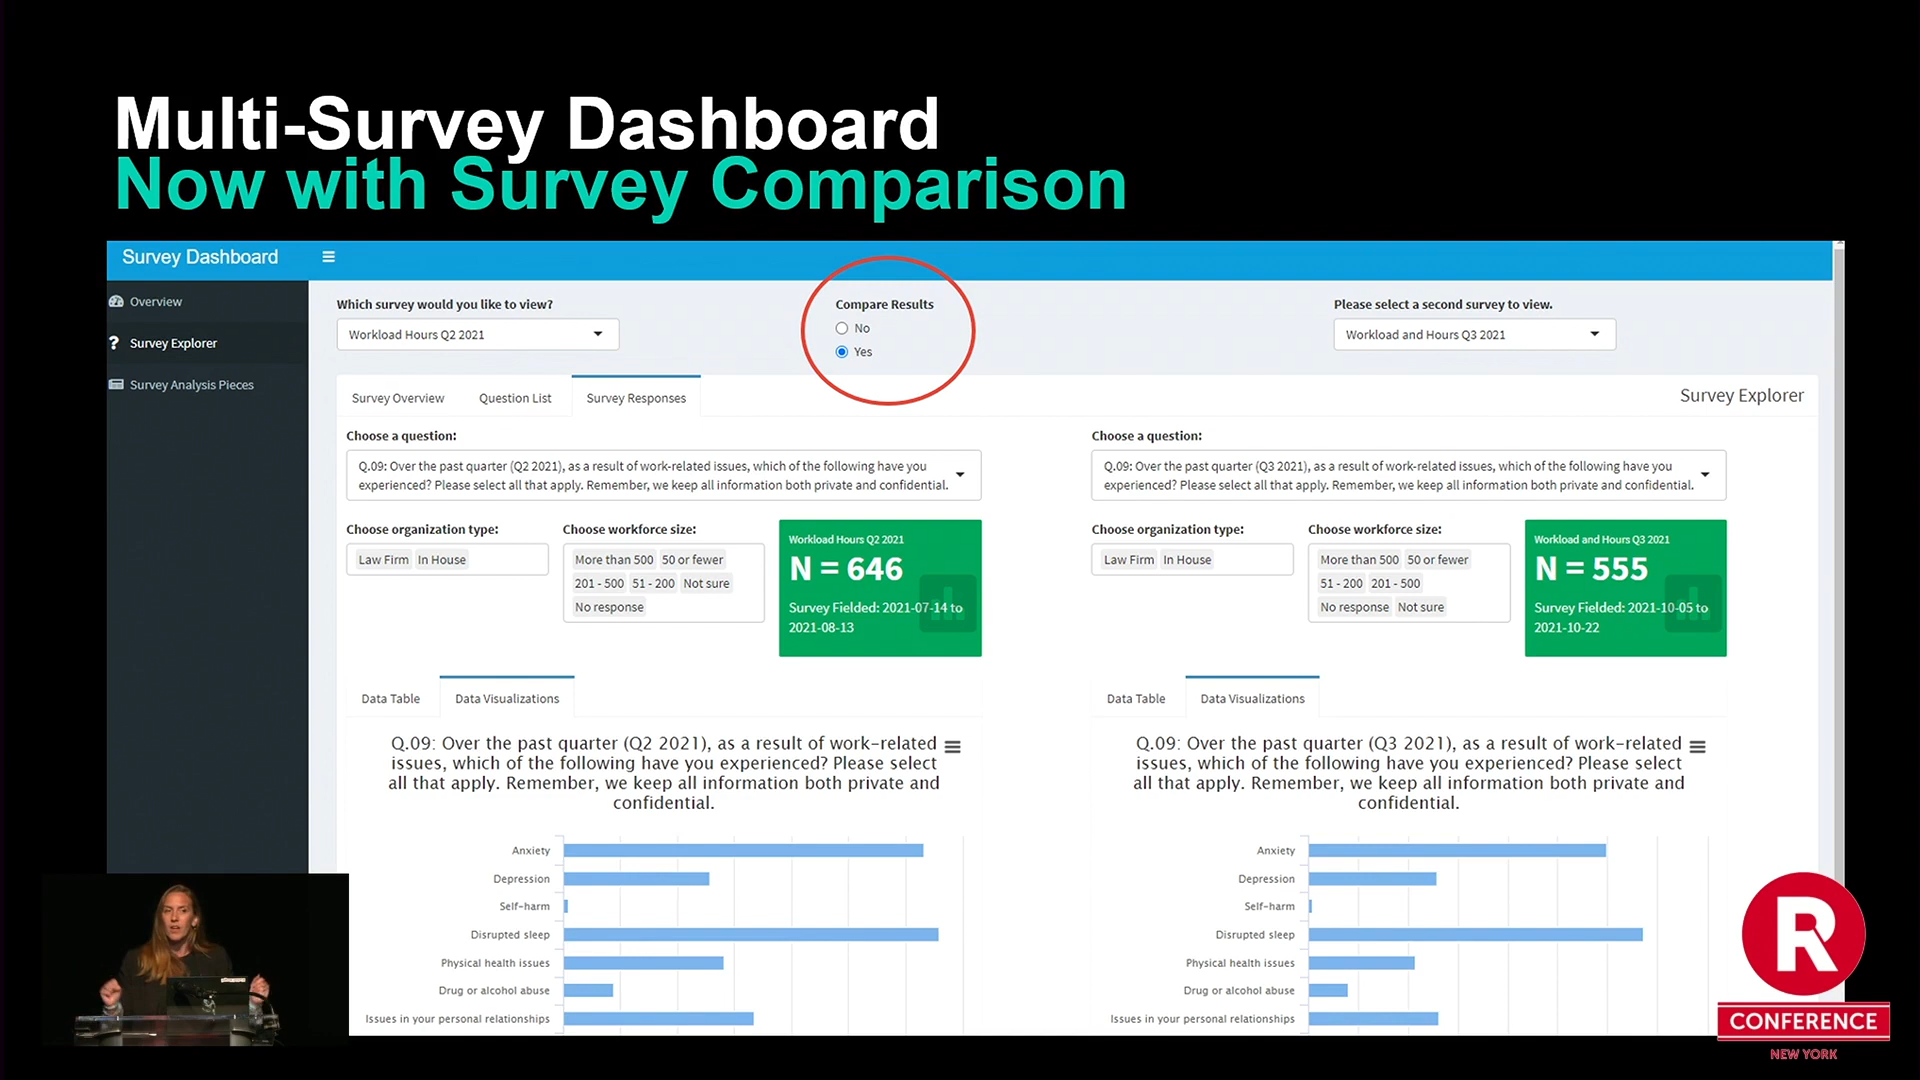 Multi-Survey Dashboard
Now with Survey Comparison
Survey Dashboard
Overview
Survey Explorer
Survey Analysis Pieces
Which survey would you like to view?
Workload Hours Q2 2021
Compare Results
No
Yes
Please select a second survey to view.
Workload and Hours Q3 2021
Survey Overview
Question List
Survey Responses
Survey Explorer
Choose a question:
Q.09: Over the past quarter (Q2 2021), as a result of work-related issues, which of the following have you
experienced? Please select all that apply. Remember, we keep all information both private and confidential.
Choose organization type:
Law Firm In House
Choose workforce size:
More than 500 50 or fewer
201 - 500 51 - 200 Not sure
No response
Workload Hours Q2 2021
N = 646
Survey Fielded: 2021-07-14 to
2021-08-13
Data Table
Data Visualizations
Q.09: Over the past quarter (Q2 2021), as a result of work-related
issues, which of the following have you experienced? Please select
all that apply. Remember, we keep all information both private and
confidential.
Anxiety
Depression
Self-harm
Disrupted sleep
Physical health issues
Drug or alcohol abuse
Issues in your personal relationships
Choose a question:
Q.09: Over the past quarter (Q3 2021), as a result of work-related issues, which of the following have you
experienced? Please select all that apply. Remember, we keep all information both private and confidential.
Choose organization type:
Law Firm In House
Choose workforce size:
More than 500 50 or fewer
51 - 200 201 - 500
No response Not sure
Workload and Hours Q3 2021
N = 555
Survey Fielded: 2021-10-05 to
2021-10-22
Data Table
Data Visualizations
Q.09: Over the past quarter (Q3 2021), as a result of work-related
issues, which of the following have you experienced? Please select
all that apply. Remember, we keep all information both private and
confidential.
Anxiety
Depression
Self-harm
Disrupted sleep
Physical health issues
Drug or alcohol abuse
Issues in your personal relationships
R
CONFERENCE
NEW YORK